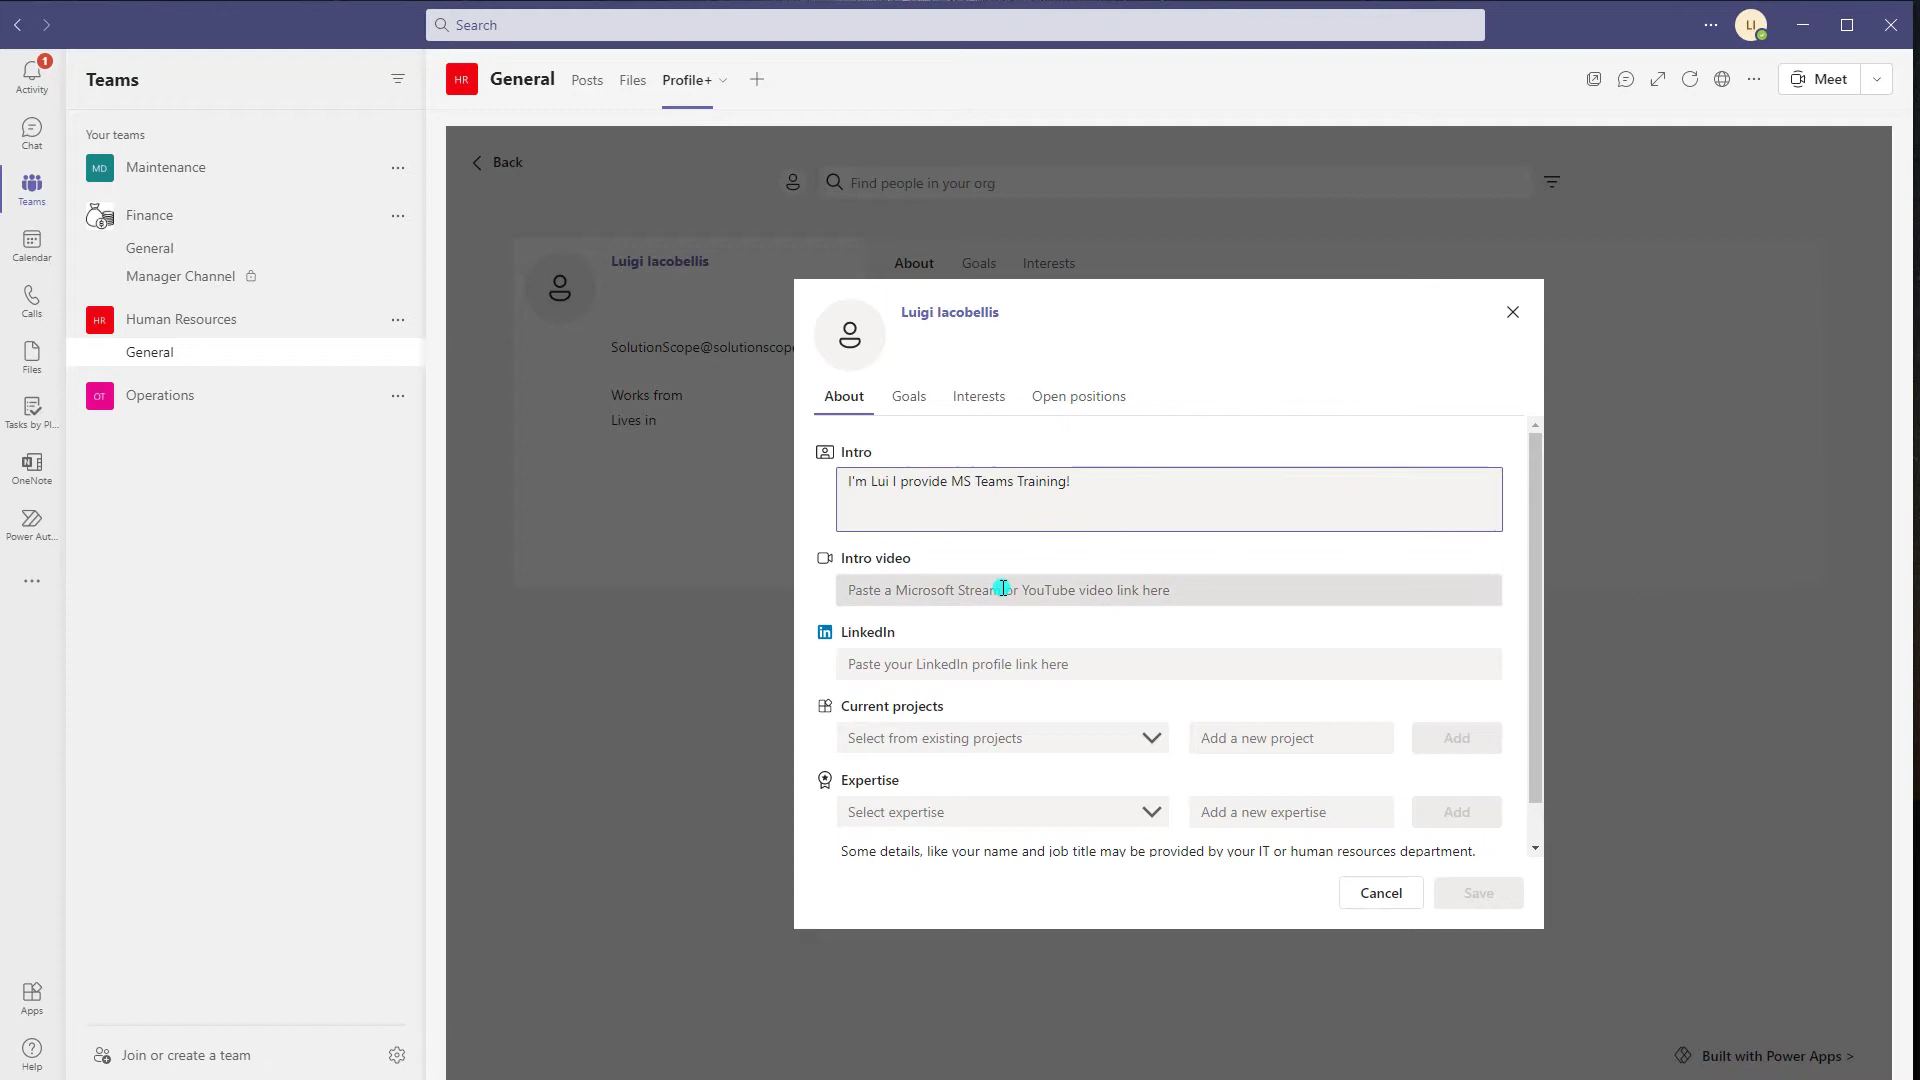 Search
LI
1
Activity
Chat
Teams
Calendar
Calls
Files
Tasks by Pl...
OneNote
Power Aut...
Apps
Help
Teams
Your teams
MD Maintenance
Finance
General
Manager Channel
HR Human Resources
General
OT Operations
Join or create a team
HR General Posts Files Profile+
Meet
Back
Find people in your org
Luigi Iacobellis
About Goals Interests
SolutionScope@solutionscop
Works from
Lives in
Luigi Iacobellis
About Goals Interests Open positions
Intro
I'm Lui I provide MS Teams Training!
Intro video
Paste a Microsoft Stream or YouTube video link here
in LinkedIn
Paste your LinkedIn profile link here
Current projects
Select from existing projects Add a new project Add
Expertise
Select expertise Add a new expertise Add
Some details, like your name and job title may be provided by your IT or human resources department.
Cancel Save
Built with Power Apps >